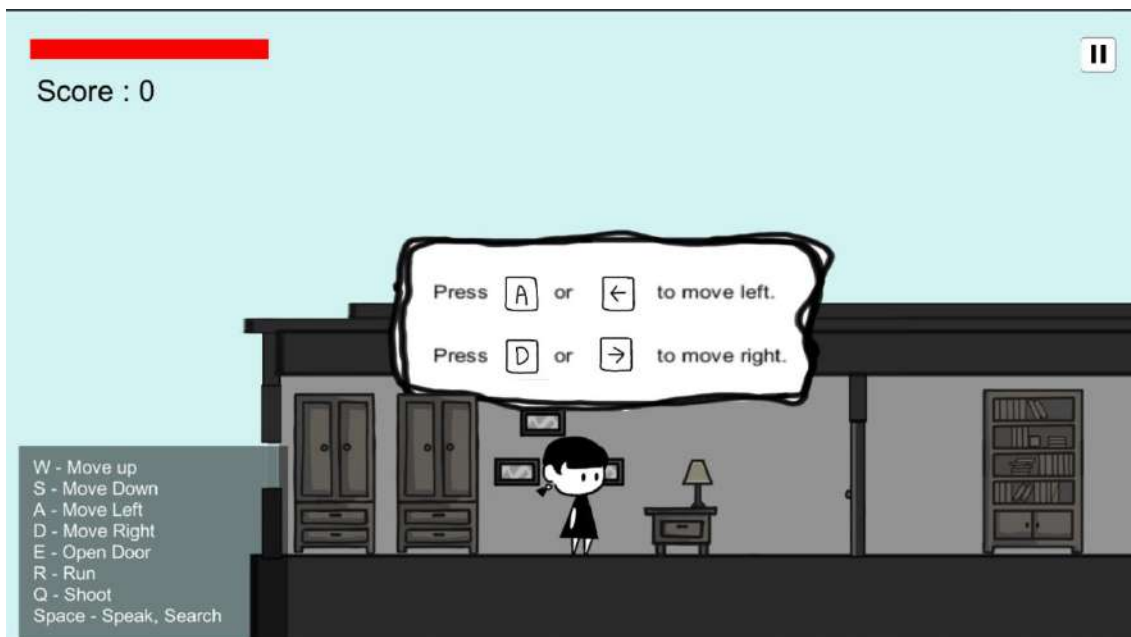 Score : 0
Press A or ← to move left.
Press D or → to move right.
W - Move up
S - Move Down
A - Move Left
D - Move Right
E - Open Door
R - Run
Q - Shoot
Space - Speak, Search